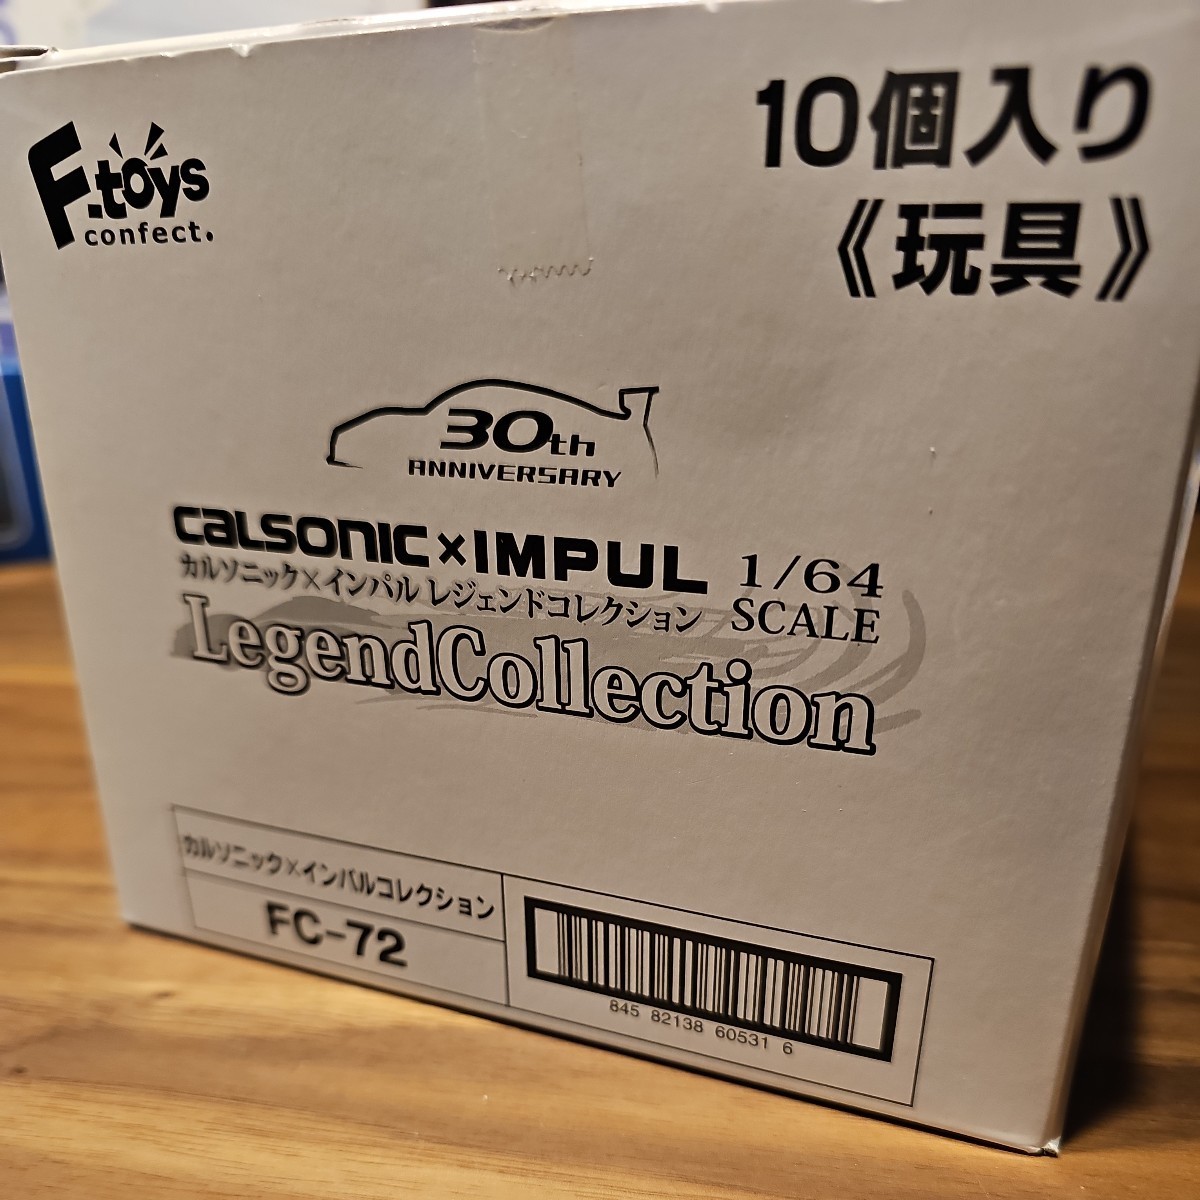 F.toys
confect.
10個入り
《玩具》
30th
ANNIVERSARY
CALSONIC×IMPUL 1/64
カルソニック×インパル レジェンドコレクション SCALE
LegendCollection
カルソニック×インパルコレクション
FC-72
845 82138 60531 6